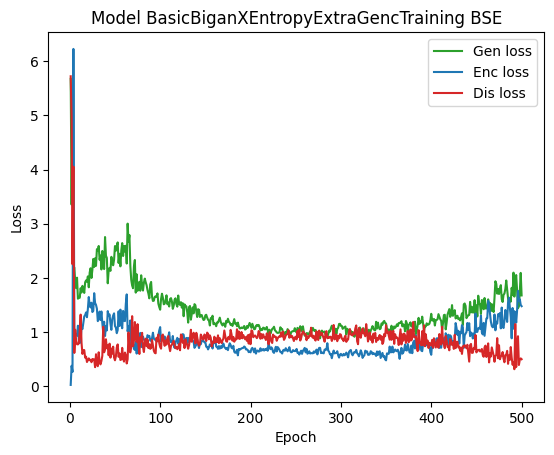 Model BasicBiganXEntropyExtraGencTraining BSE
Gen loss
Enc loss
Dis loss
Loss
6
5
4
3
2
1
0
0 100 200 300 400 500
Epoch